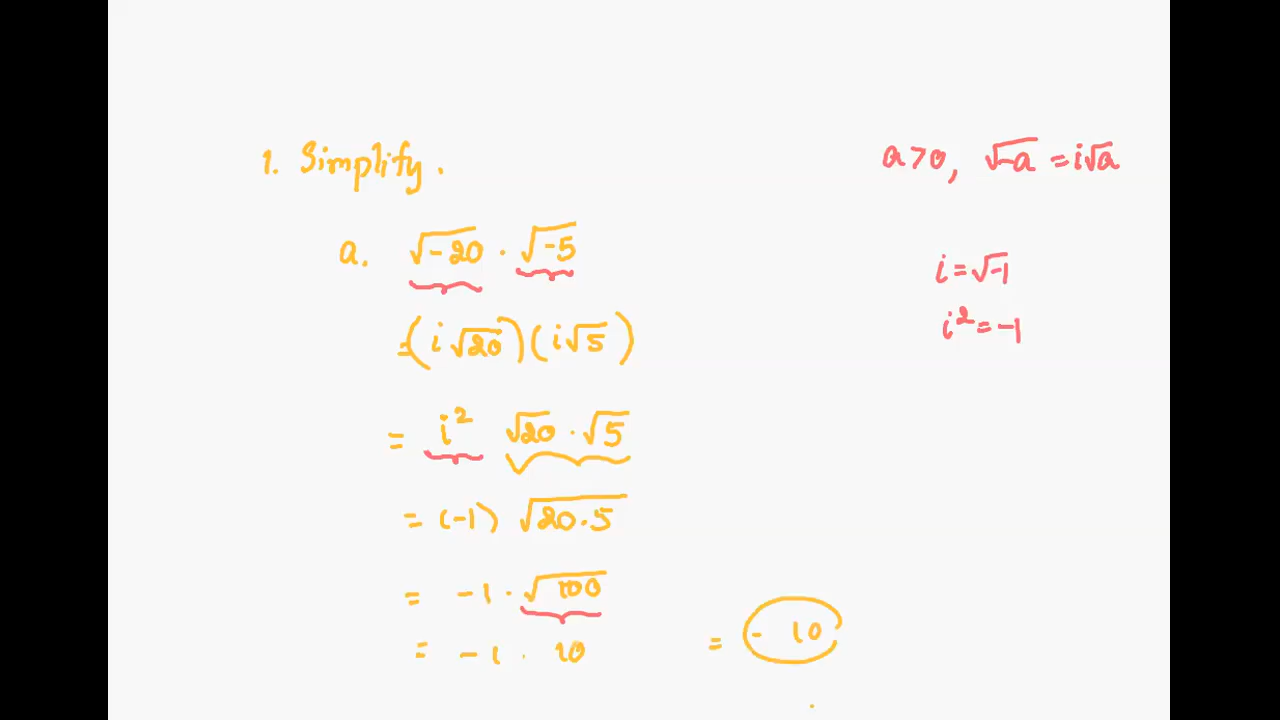 1. Simplify.
a>0, √-a = i√a
a. √-20 · √-5
i = √-1
i² = -1
= (i√20)(i√5)
= i² √20 · √5
= (-1) √20·5
= -1 · √100
= -1 · 10 = - 10